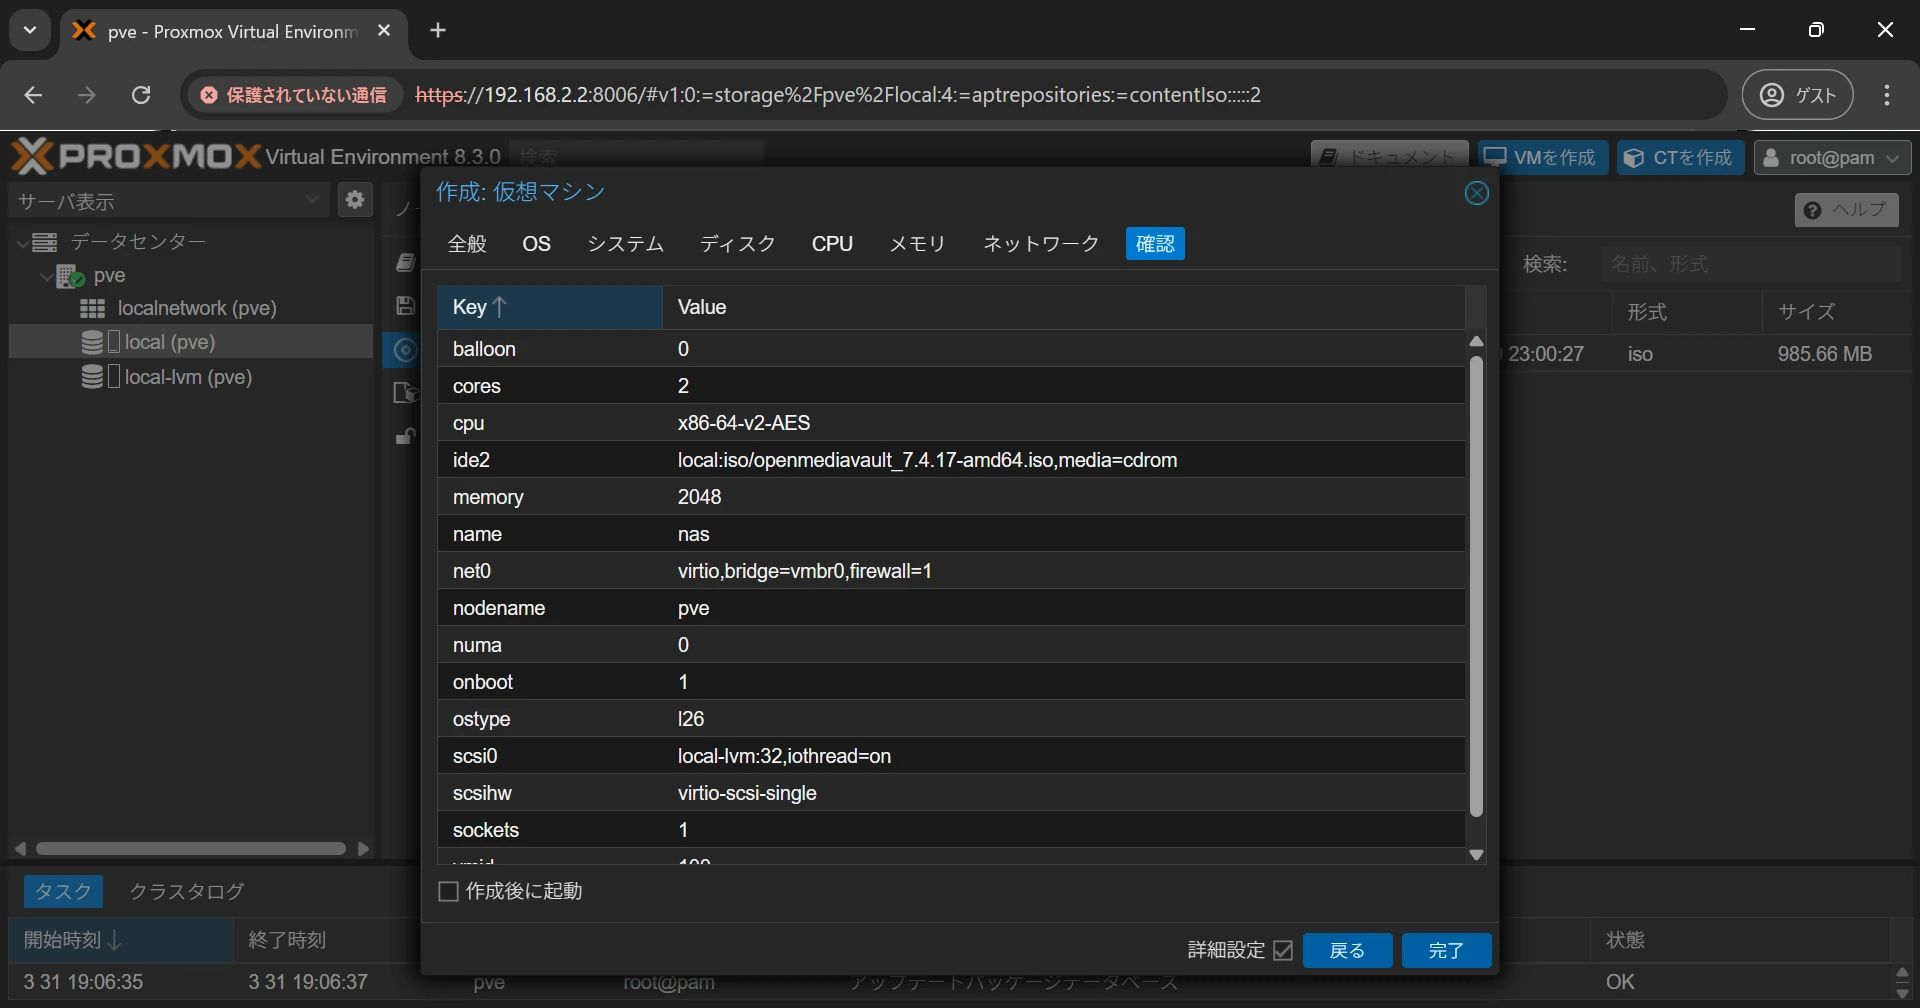 pve - Proxmox Virtual Environm
保護されていない通信
https://192.168.2.2:8006/#v1:0:=storage%2Fpve%2Flocal:4:=aptrepositories:=contentIso:::::2
ゲスト
PROXMOX Virtual Environment 8.3.0
検索
ドキュメント
VMを作成
CTを作成
root@pam
サーバ表示
データセンター
pve
localnetwork (pve)
local (pve)
local-lvm (pve)
ノー
ヘルプ
検索:
名前、形式
形式
サイズ
23:00:27
iso
985.66 MB
作成: 仮想マシン
全般
OS
システム
ディスク
CPU
メモリ
ネットワーク
確認
Key
Value
balloon 0
cores 2
cpu x86-64-v2-AES
ide2 local:iso/openmediavault_7.4.17-amd64.iso,media=cdrom
memory 2048
name nas
net0 virtio,bridge=vmbr0,firewall=1
nodename pve
numa 0
onboot 1
ostype l26
scsi0 local-lvm:32,iothread=on
scsihw virtio-scsi-single
sockets 1
vmid 100
作成後に起動
詳細設定
戻る
完了
タスク
クラスタログ
開始時刻
終了時刻
状態
3 31 19:06:35
3 31 19:06:37
pve
root@pam
アップデートパッケージデータベース
OK